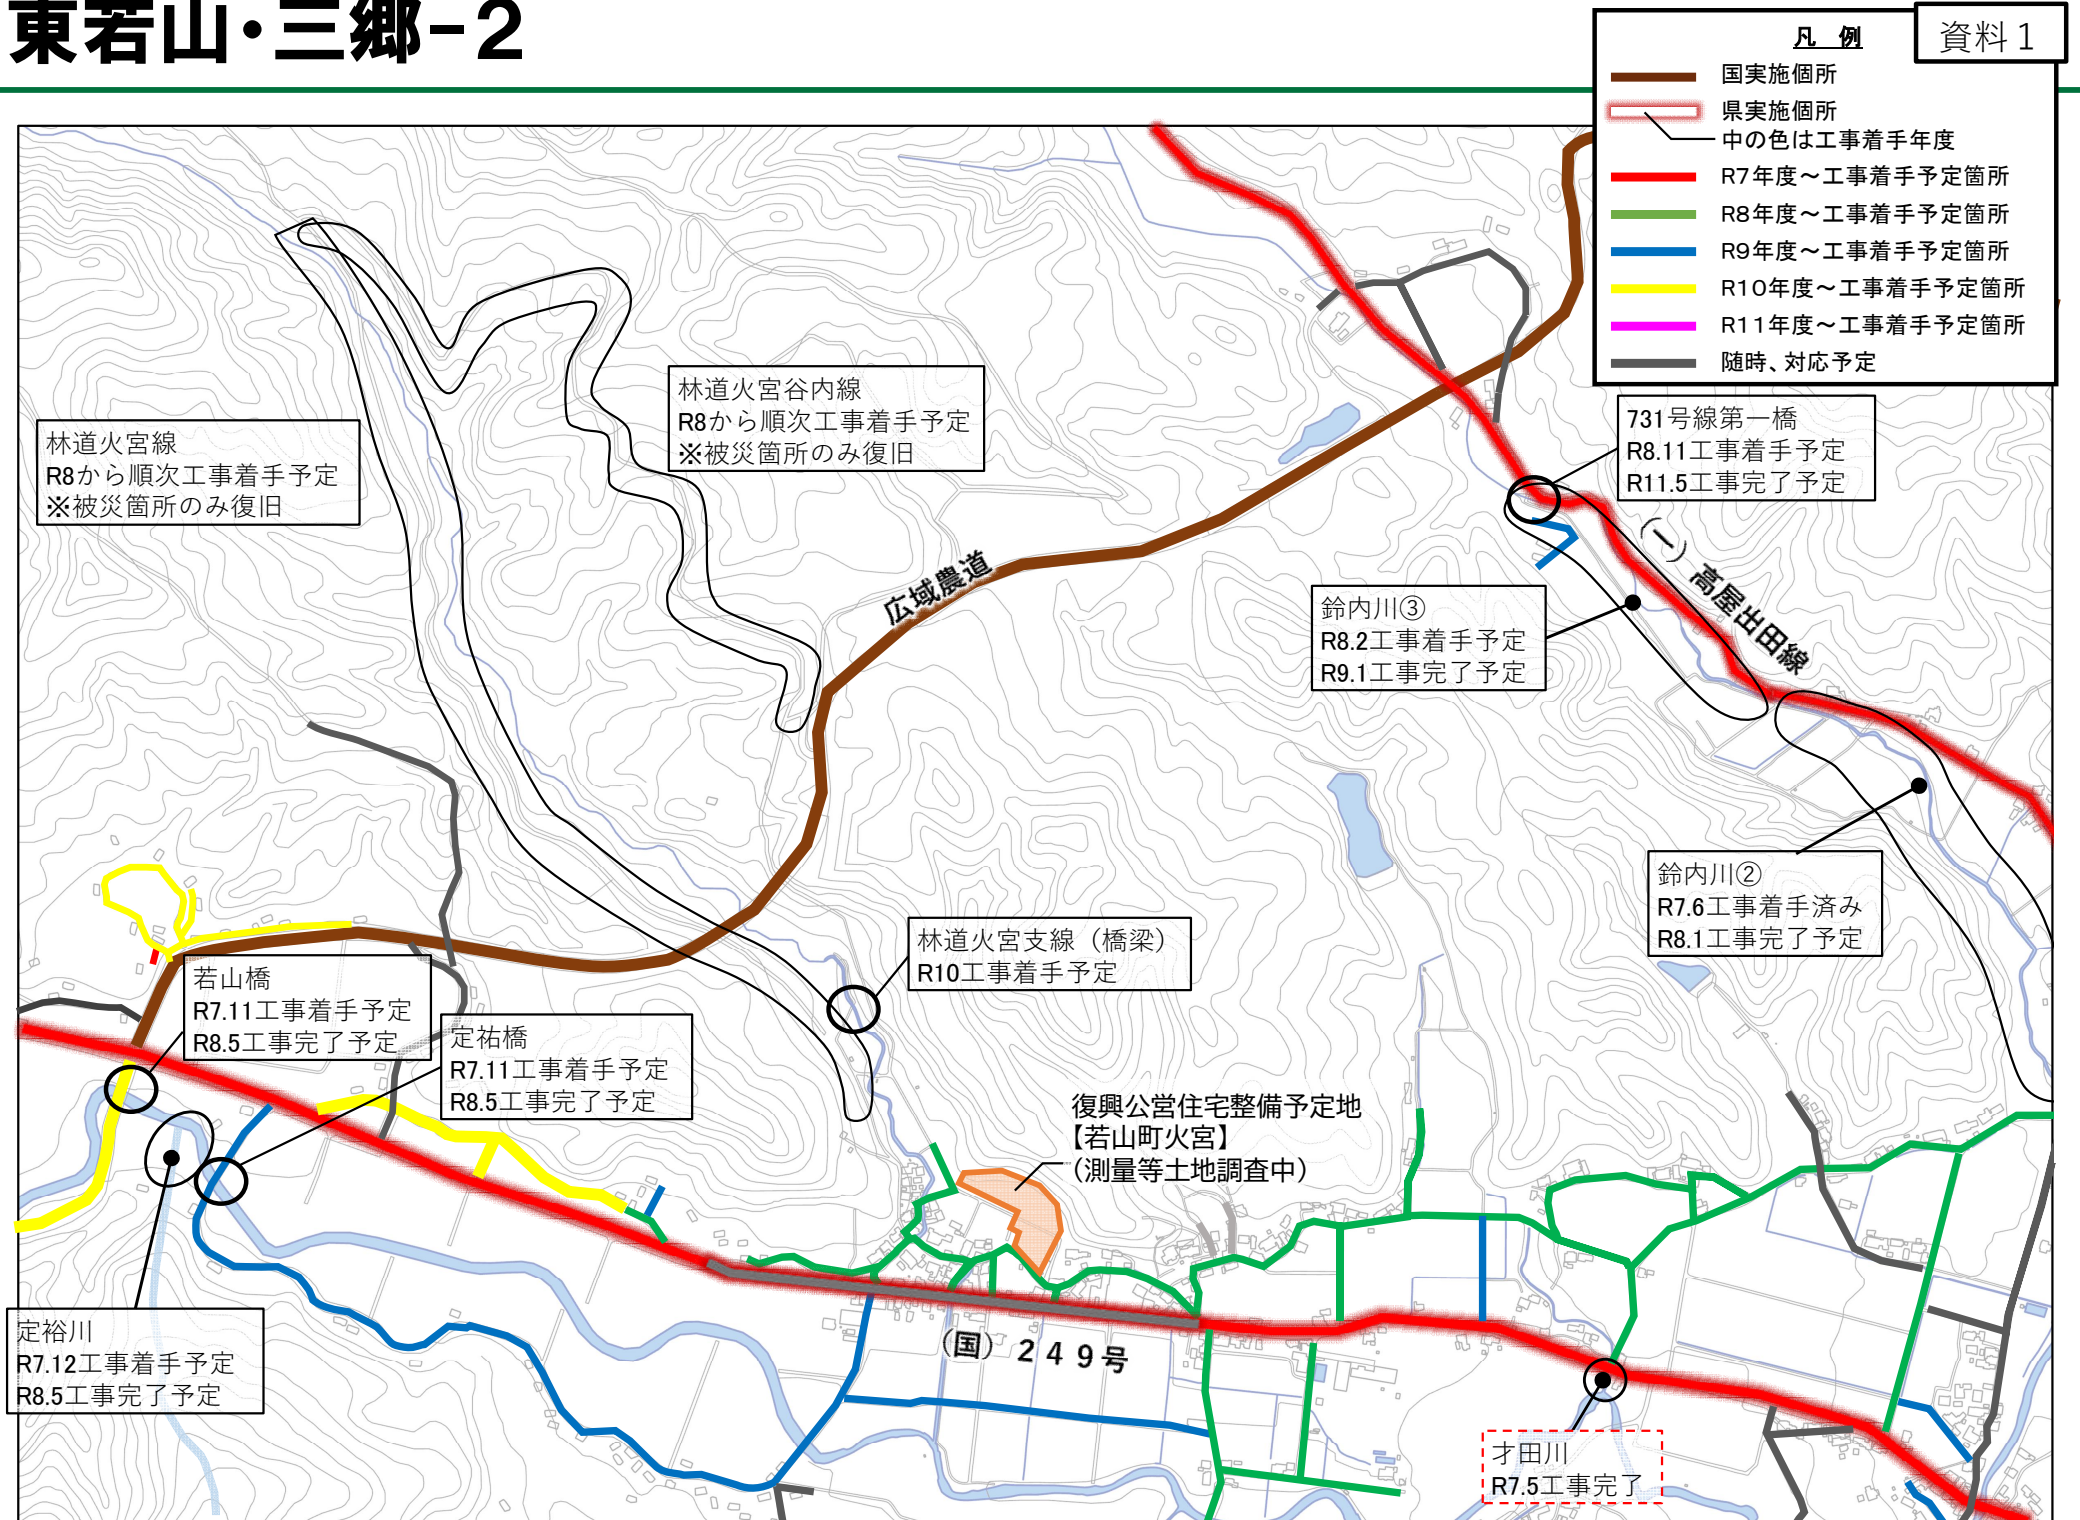 東若山・三郷-2
資料1
凡 例
国実施個所
県実施個所
中の色は工事着手年度
R7年度～工事着手予定箇所
R8年度～工事着手予定箇所
R9年度～工事着手予定箇所
R10年度～工事着手予定箇所
R11年度～工事着手予定箇所
随時、対応予定
林道火宮谷内線
R8から順次工事着手予定
※被災箇所のみ復旧
林道火宮線
R8から順次工事着手予定
※被災箇所のみ復旧
731号線第一橋
R8.11工事着手予定
R11.5工事完了予定
(一)高屋出田線
広域農道
鈴内川③
R8.2工事着手予定
R9.1工事完了予定
鈴内川②
R7.6工事着手済み
R8.1工事完了予定
林道火宮支線（橋梁）
R10工事着手予定
若山橋
R7.11工事着手予定
R8.5工事完了予定
定祐橋
R7.11工事着手予定
R8.5工事完了予定
復興公営住宅整備予定地
【若山町火宮】
（測量等土地調査中）
定裕川
R7.12工事着手予定
R8.5工事完了予定
(国)249号
才田川
R7.5工事完了